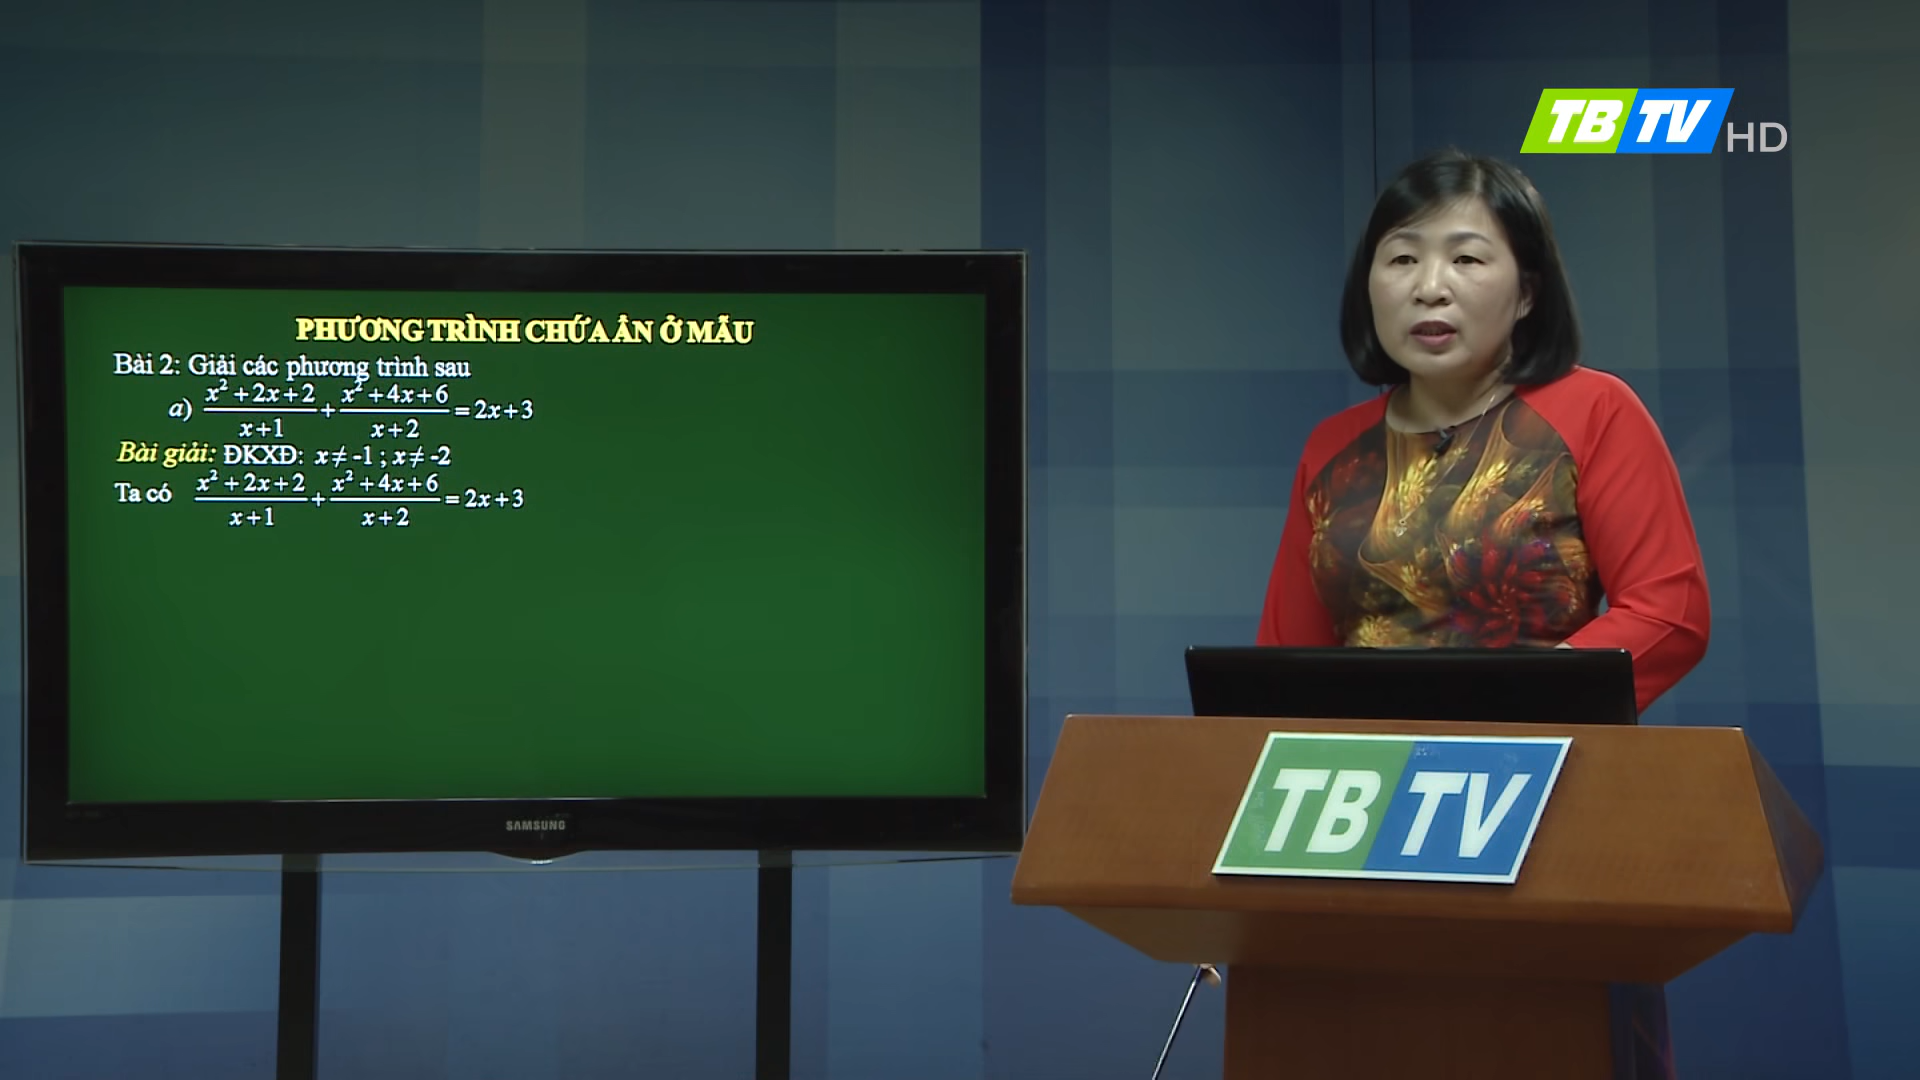 TBTV HD
PHƯƠNG TRÌNH CHỨA ẨN Ở MẪU
Bài 2: Giải các phương trình sau
a) (x² + 2x + 2)/(x + 1) + (x² + 4x + 6)/(x + 2) = 2x + 3
Bài giải: ĐKXĐ: x ≠ -1 ; x ≠ -2
Ta có (x² + 2x + 2)/(x + 1) + (x² + 4x + 6)/(x + 2) = 2x + 3
SAMSUNG
TBTV